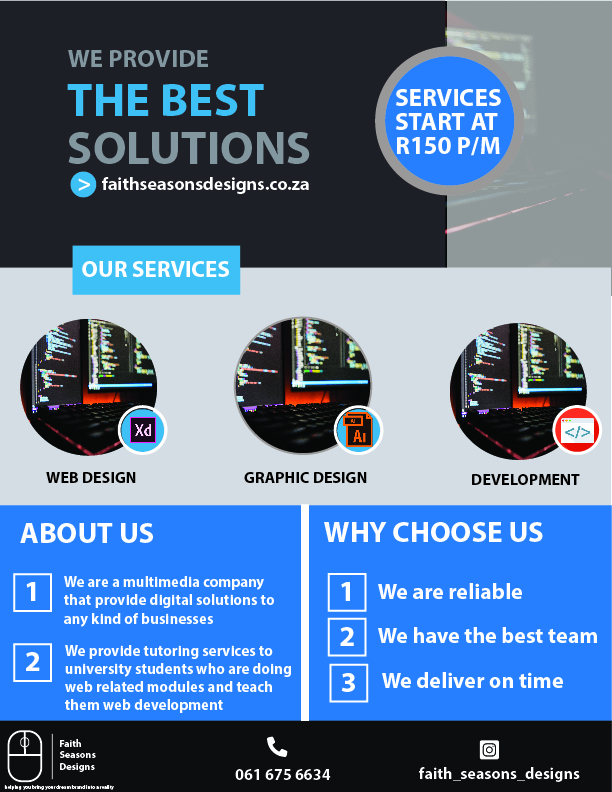 WE PROVIDE
THE BEST
SOLUTIONS
> faithseasonsdesigns.co.za
SERVICES
START AT
R150 P/M
OUR SERVICES
Xd
Ai
Ai
</>
WEB DESIGN
GRAPHIC DESIGN
DEVELOPMENT
ABOUT US
1
We are a multimedia company
that provide digital solutions to
any kind of businesses
2
We provide tutoring services to
university students who are doing
web related modules and teach
them web development
WHY CHOOSE US
1 We are reliable
2 We have the best team
3 We deliver on time
Faith
Seasons
Designs
helping you bring your dream brand into a reality
061 675 6634
faith_seasons_designs